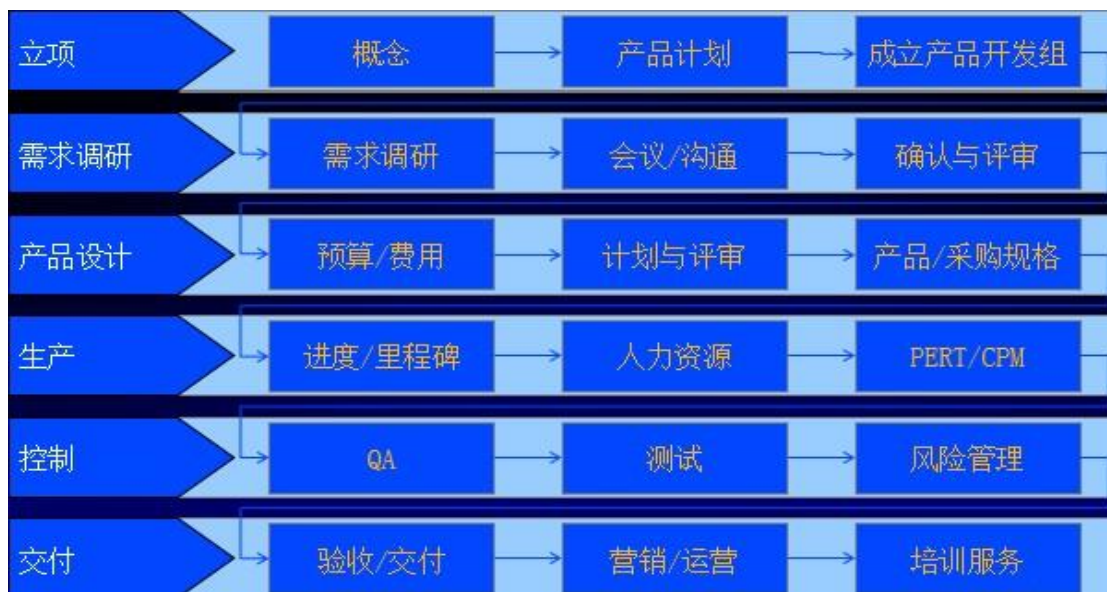 立项 概念 产品计划 成立产品开发组
需求调研 需求调研 会议/沟通 确认与评审
产品设计 预算/费用 计划与评审 产品/采购规格
生产 进度/里程碑 人力资源 PERT/CPM
控制 QA 测试 风险管理
交付 验收/交付 营销/运营 培训服务